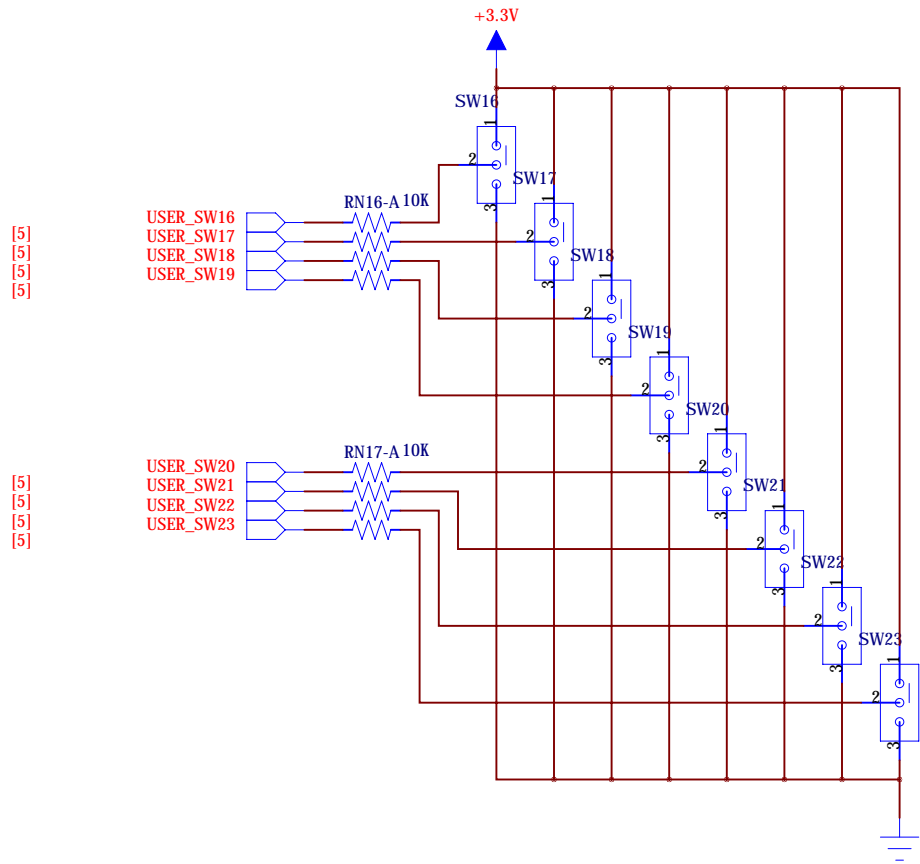 +3.3V
SW16
1
2
3
SW17
1
2
3
RN16-A 10K
USER_SW16
[5]
USER_SW17
[5]
USER_SW18
[5]
USER_SW19
[5]
SW18
1
2
3
SW19
1
2
3
SW20
1
2
3
RN17-A 10K
USER_SW20
[5]
USER_SW21
[5]
USER_SW22
[5]
USER_SW23
[5]
SW21
1
2
3
SW22
1
2
3
SW23
1
2
3